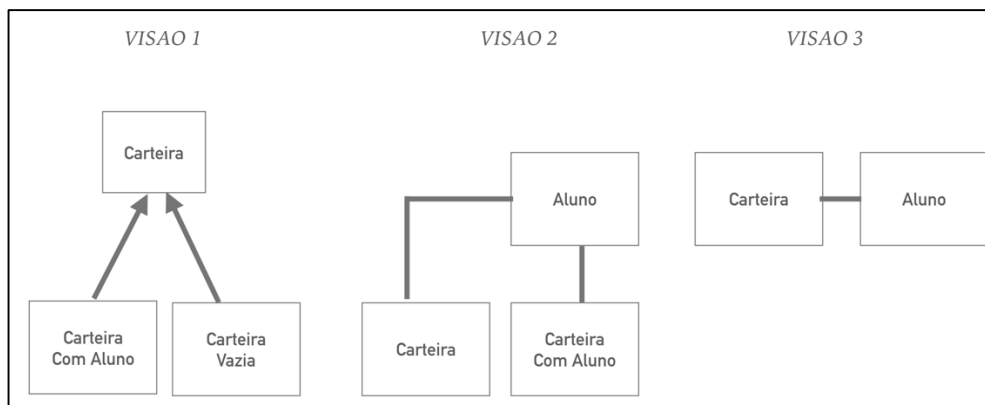 VISAO 1
Carteira
Carteira
Com Aluno
Carteira
Vazia
VISAO 2
Aluno
Carteira
Carteira
Com Aluno
VISAO 3
Carteira
Aluno